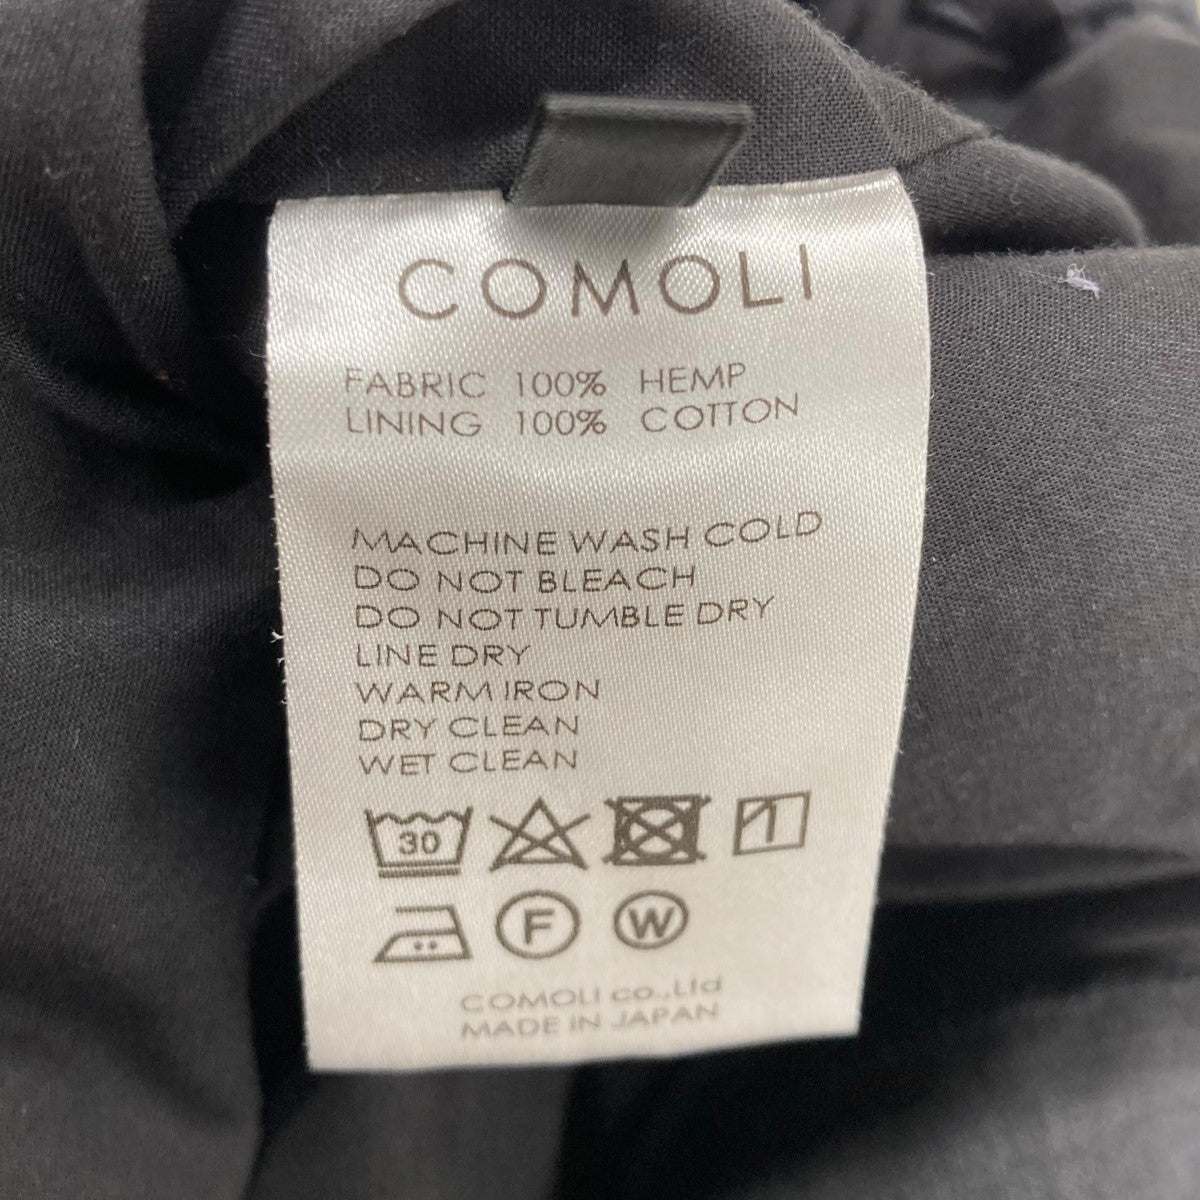 COMOLI
FABRIC 100% HEMP
LINING 100% COTTON
MACHINE WASH COLD
DO NOT BLEACH
DO NOT TUMBLE DRY
LINE DRY
WARM IRON
DRY CLEAN
WET CLEAN
30
F W
COMOLI co.,Ltd
MADE IN JAPAN